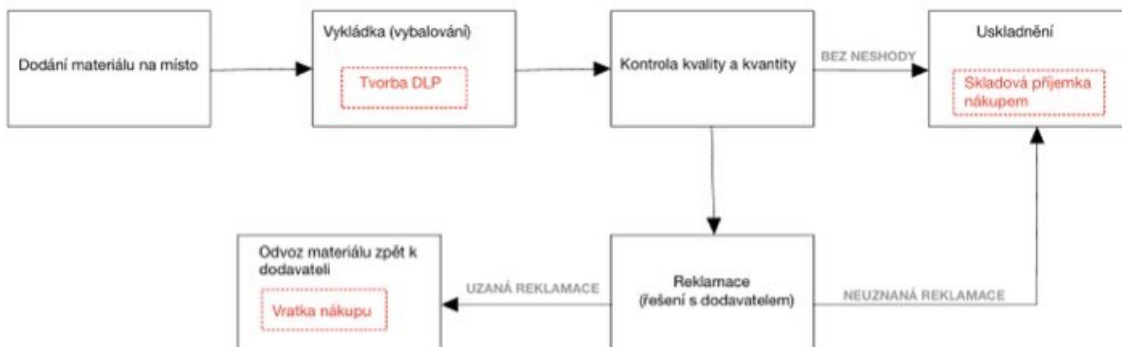 Dodání materiálu na místo
Vykládka (vybalování)
Tvorba DLP
Kontrola kvality a kvantity
BEZ NESHODY
Uskladnění
Skladová příjemka
nákupem
Odvoz materiálu zpět k
dodavateli
Vratka nákupu
UZANÁ REKLAMACE
Reklamace
(řešení s dodavatelem)
NEUZNANÁ REKLAMACE